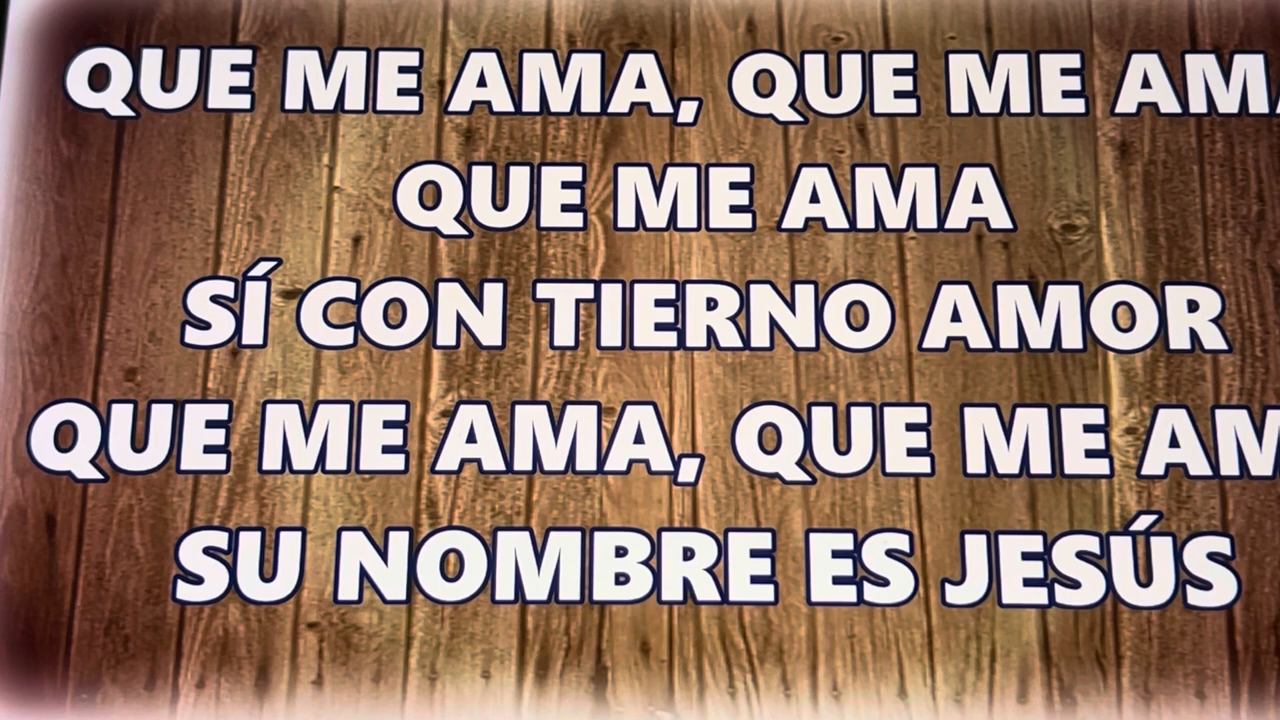 QUE ME AMA, QUE ME AMA
QUE ME AMA
SÍ CON TIERNO AMOR
QUE ME AMA, QUE ME AM
SU NOMBRE ES JESÚS